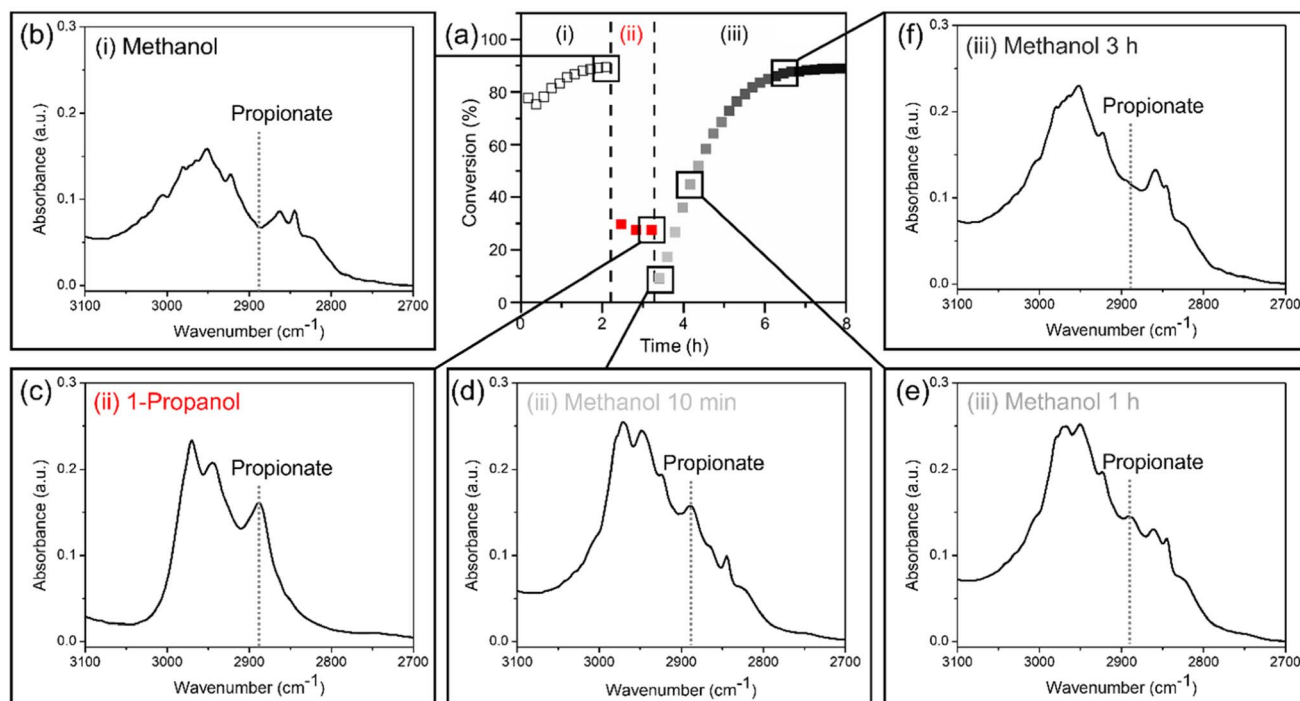 (b)
(i) Methanol
Propionate
Absorbance (a.u.)
0.3
0.2
0.1
0.0
3100 3000 2900 2800 2700
Wavenumber (cm⁻¹)
(a)
(i) (ii) (iii)
Conversion (%)
100
80
60
40
20
0
0 2 4 6 8
Time (h)
(f)
(iii) Methanol 3 h
Propionate
Absorbance (a.u.)
0.3
0.2
0.1
0.0
3100 3000 2900 2800 2700
Wavenumber (cm⁻¹)
(c)
(ii) 1-Propanol
Propionate
Absorbance (a.u.)
0.3
0.2
0.1
0.0
3100 3000 2900 2800 2700
Wavenumber (cm⁻¹)
(d)
(iii) Methanol 10 min
Propionate
Absorbance (a.u.)
0.3
0.2
0.1
0.0
3100 3000 2900 2800 2700
Wavenumber (cm⁻¹)
(e)
(iii) Methanol 1 h
Propionate
Absorbance (a.u.)
0.3
0.2
0.1
0.0
3100 3000 2900 2800 2700
Wavenumber (cm⁻¹)